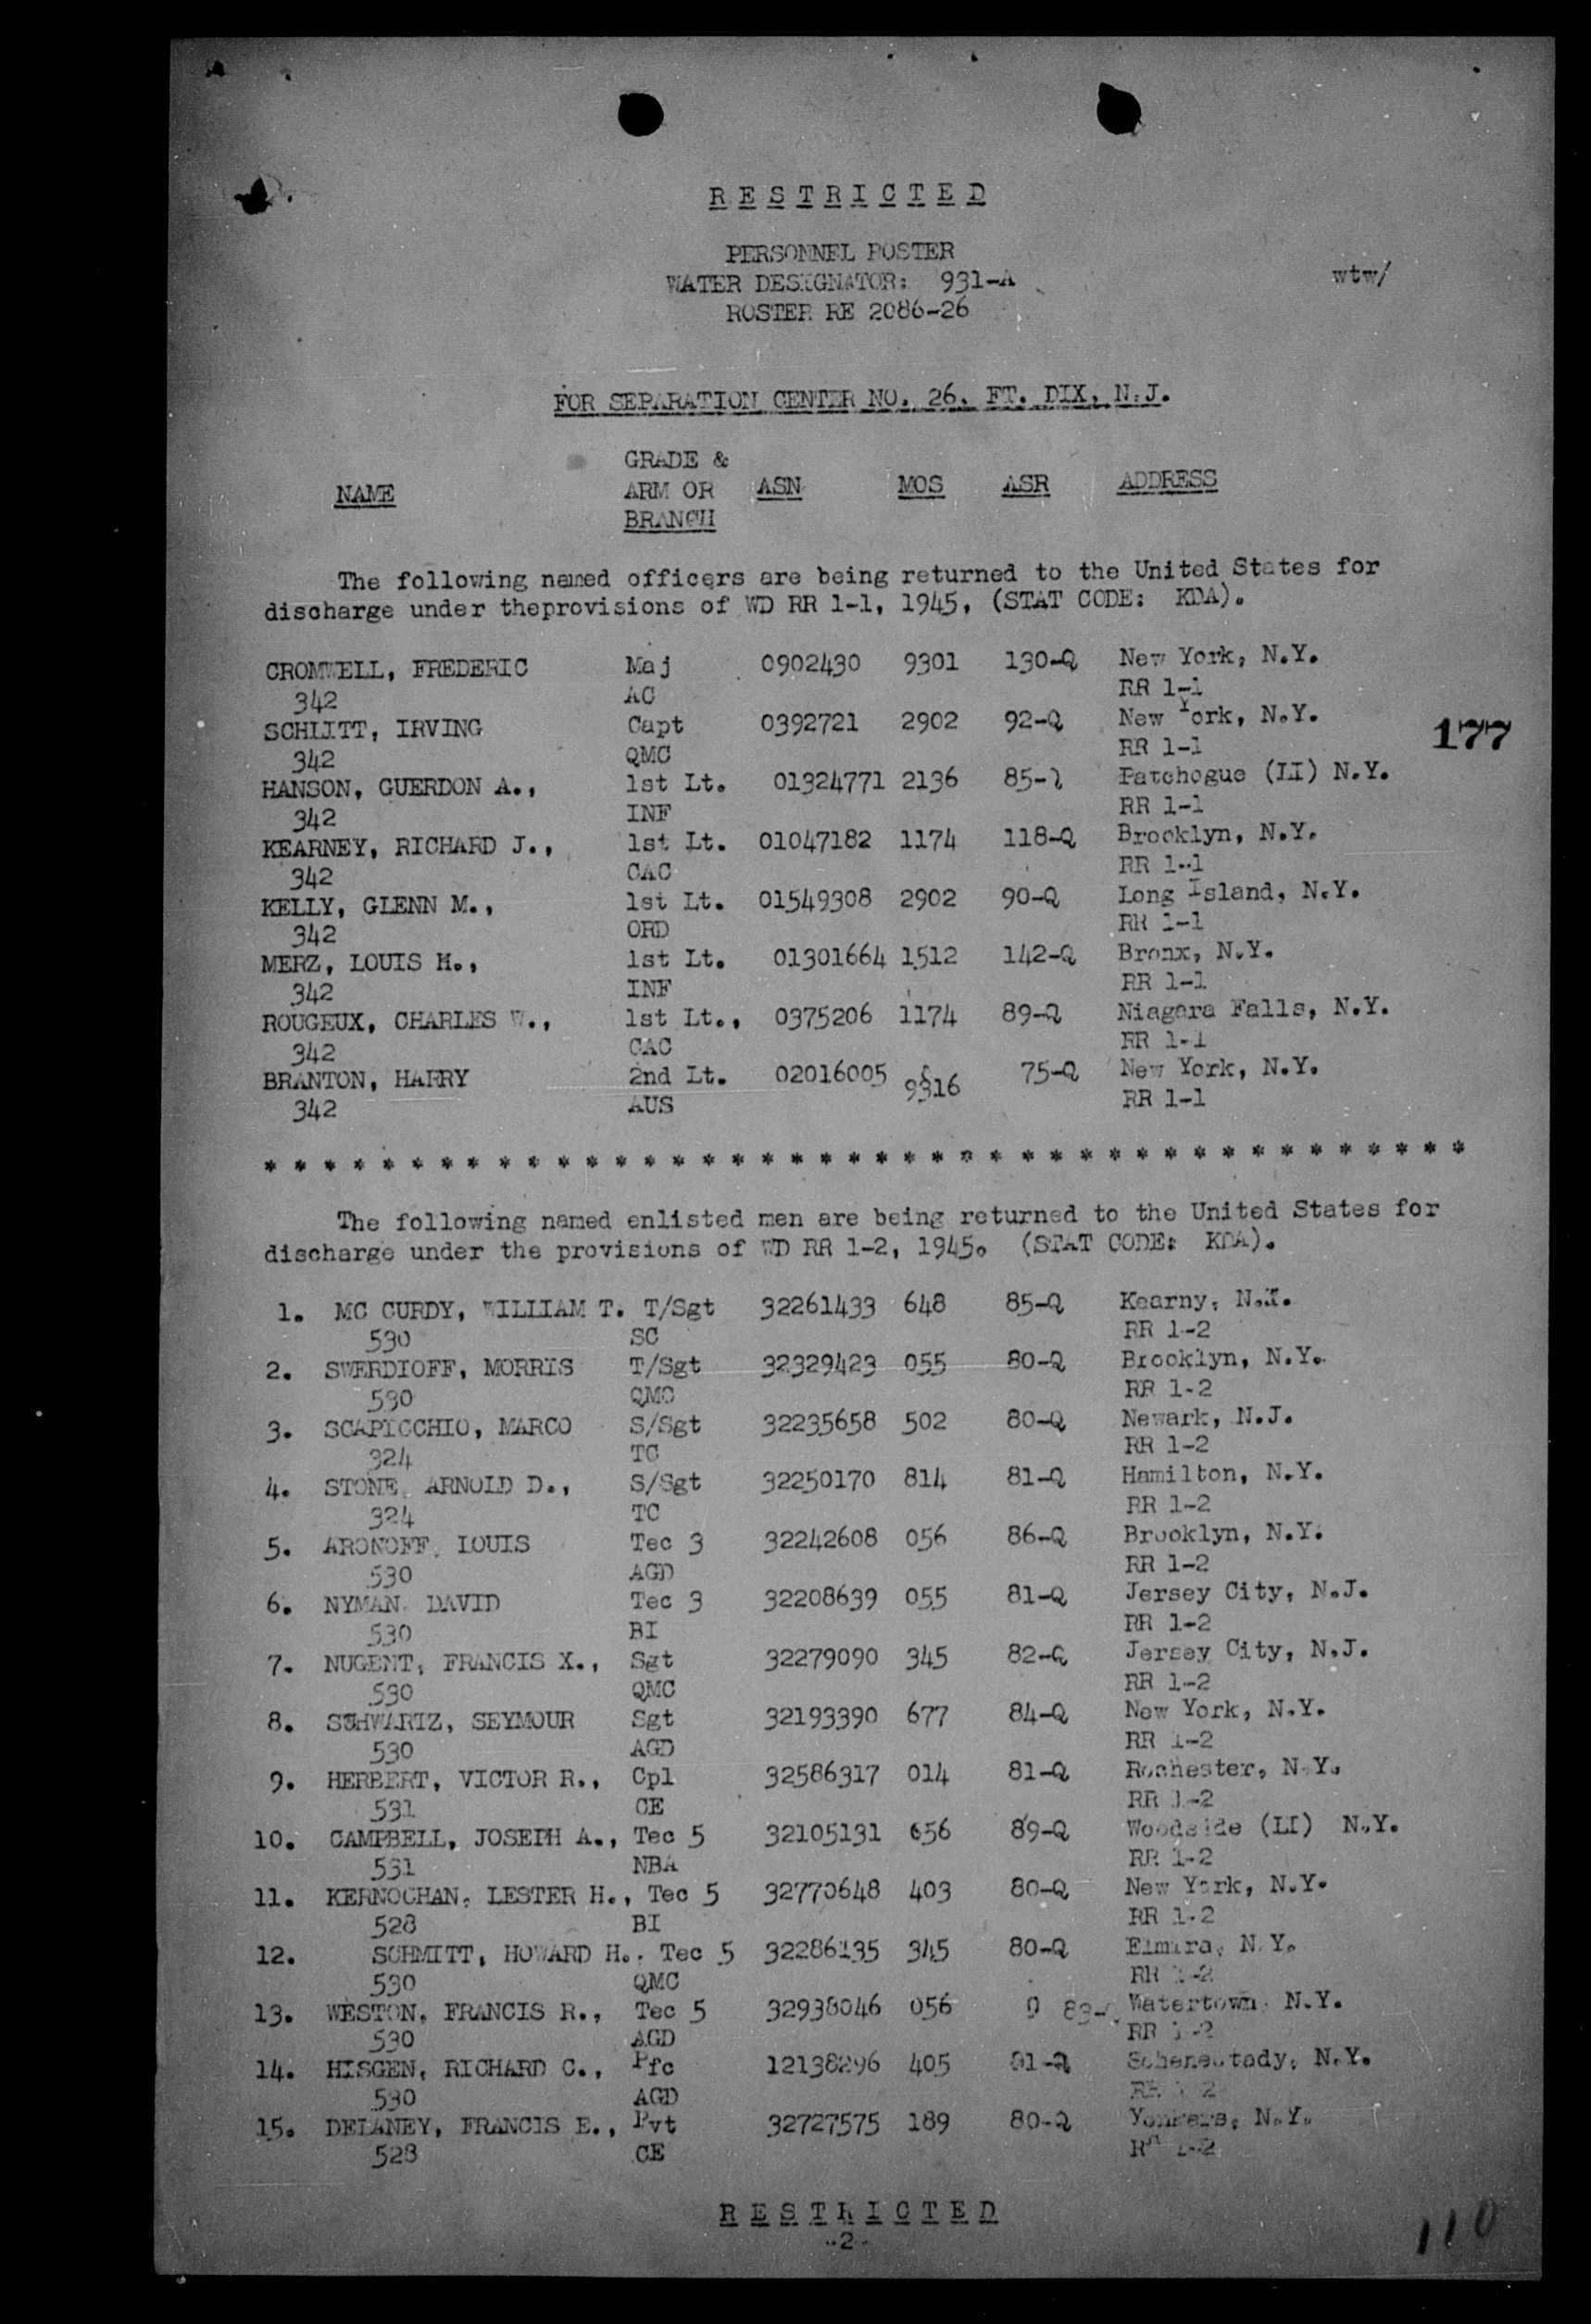 RESTRICTED
PERSONNEL ROSTER
WATER DESIGNATOR: 931-A
wtw/
ROSTER RE 2086-26
FOR SEPARATION CENTER NO. 26, FT. DIX, N.J.
NAME GRADE & ARM OR BRANCH ASN MOS ASR ADDRESS
The following named officers are being returned to the United States for
discharge under theprovisions of WD RR 1-1, 1945, (STAT CODE: KDA).
CROMWELL, FREDERIC Maj 0902430 9301 130-Q New York, N.Y.
342 AC RR 1-1
SCHLITT, IRVING Capt 0392721 2902 92-Q New York, N.Y.
342 QMC RR 1-1
177
HANSON, GUERDON A., 1st Lt. 01324771 2136 85- Patchogue (LI) N.Y.
342 INF RR 1-1
KEARNEY, RICHARD J., 1st Lt. 01047182 1174 118-Q Brooklyn, N.Y.
342 CAC RR 1-1
KELLY, GLENN M., 1st Lt. 01549308 2902 90-Q Long Island, N.Y.
342 ORD RR 1-1
MERZ, LOUIS H., 1st Lt. 01301664 1512 142-Q Bronx, N.Y.
342 INF RR 1-1
ROUGEUX, CHARLES W., 1st Lt., 0375206 1174 89-Q Niagara Falls, N.Y.
342 CAC RR 1-1
BRANTON, HARRY 2nd Lt. 02016005 9316 75-Q New York, N.Y.
342 AUS RR 1-1
* * * * * * * * * * * * * * * * * * * * * * * * * * * * * * * * * * * * * * * * * *
The following named enlisted men are being returned to the United States for
discharge under the provisions of WD RR 1-2, 1945. (STAT CODE: KDA).
1. MC CURDY, WILLIAM T. T/Sgt 32261433 648 85-Q Kearny,
530 SC RR 1-2
2. SWERDIOFF, MORRIS T/Sgt 32329423 055 80-Q Brooklyn, N.Y.
530 QMC RR 1-2
3. SCAPICCHIO, MARCO S/Sgt 32235658 502 80-Q Newark, N.J.
324 TC RR 1-2
4. STONE, ARNOLD D., S/Sgt 32250170 814 81-Q Hamilton, N.Y.
324 TC RR 1-2
5. ARONOFF, LOUIS Tec 3 32242608 056 86-Q Brooklyn, N.Y.
530 AGD RR 1-2
6. NYMAN, DAVID Tec 3 32208639 055 81-Q Jersey City, N.J.
530 BI RR 1-2
7. NUGENT, FRANCIS X., Sgt 32279090 345 82-Q Jersey City, N.J.
530 QMC RR 1-2
8. SCHWARTZ, SEYMOUR Sgt 32193390 677 84-Q New York, N.Y.
530 AGD RR 1-2
9. HERBERT, VICTOR R., Cpl 32586317 014 81-Q Rochester, N.Y.
531 CE RR 1-2
10. CAMPBELL, JOSEPH A., Tec 5 32105131 656 89-Q Woodside (LI) N.Y.
531 NBA RR 1-2
11. KERNOCHAN, LESTER H., Tec 5 32770648 403 80-Q New York, N.Y.
528 BI RR 1-2
12. SCHMITT, HOWARD H., Tec 5 32286135 345 80-Q Elmira, N.Y.
530 QMC RR 1-2
13. WESTON, FRANCIS R., Tec 5 32938046 056 Watertown, N.Y.
530 AGD RR 1-2
14. HISGEN, RICHARD C., Pfc 12138296 405 Schenectady, N.Y.
530 AGD RR 1-2
15. DELANEY, FRANCIS E., Pvt 32727575 189 80-Q Yonkers, N.Y.
528 CE RR 1-2
RESTRICTED
-2-
110